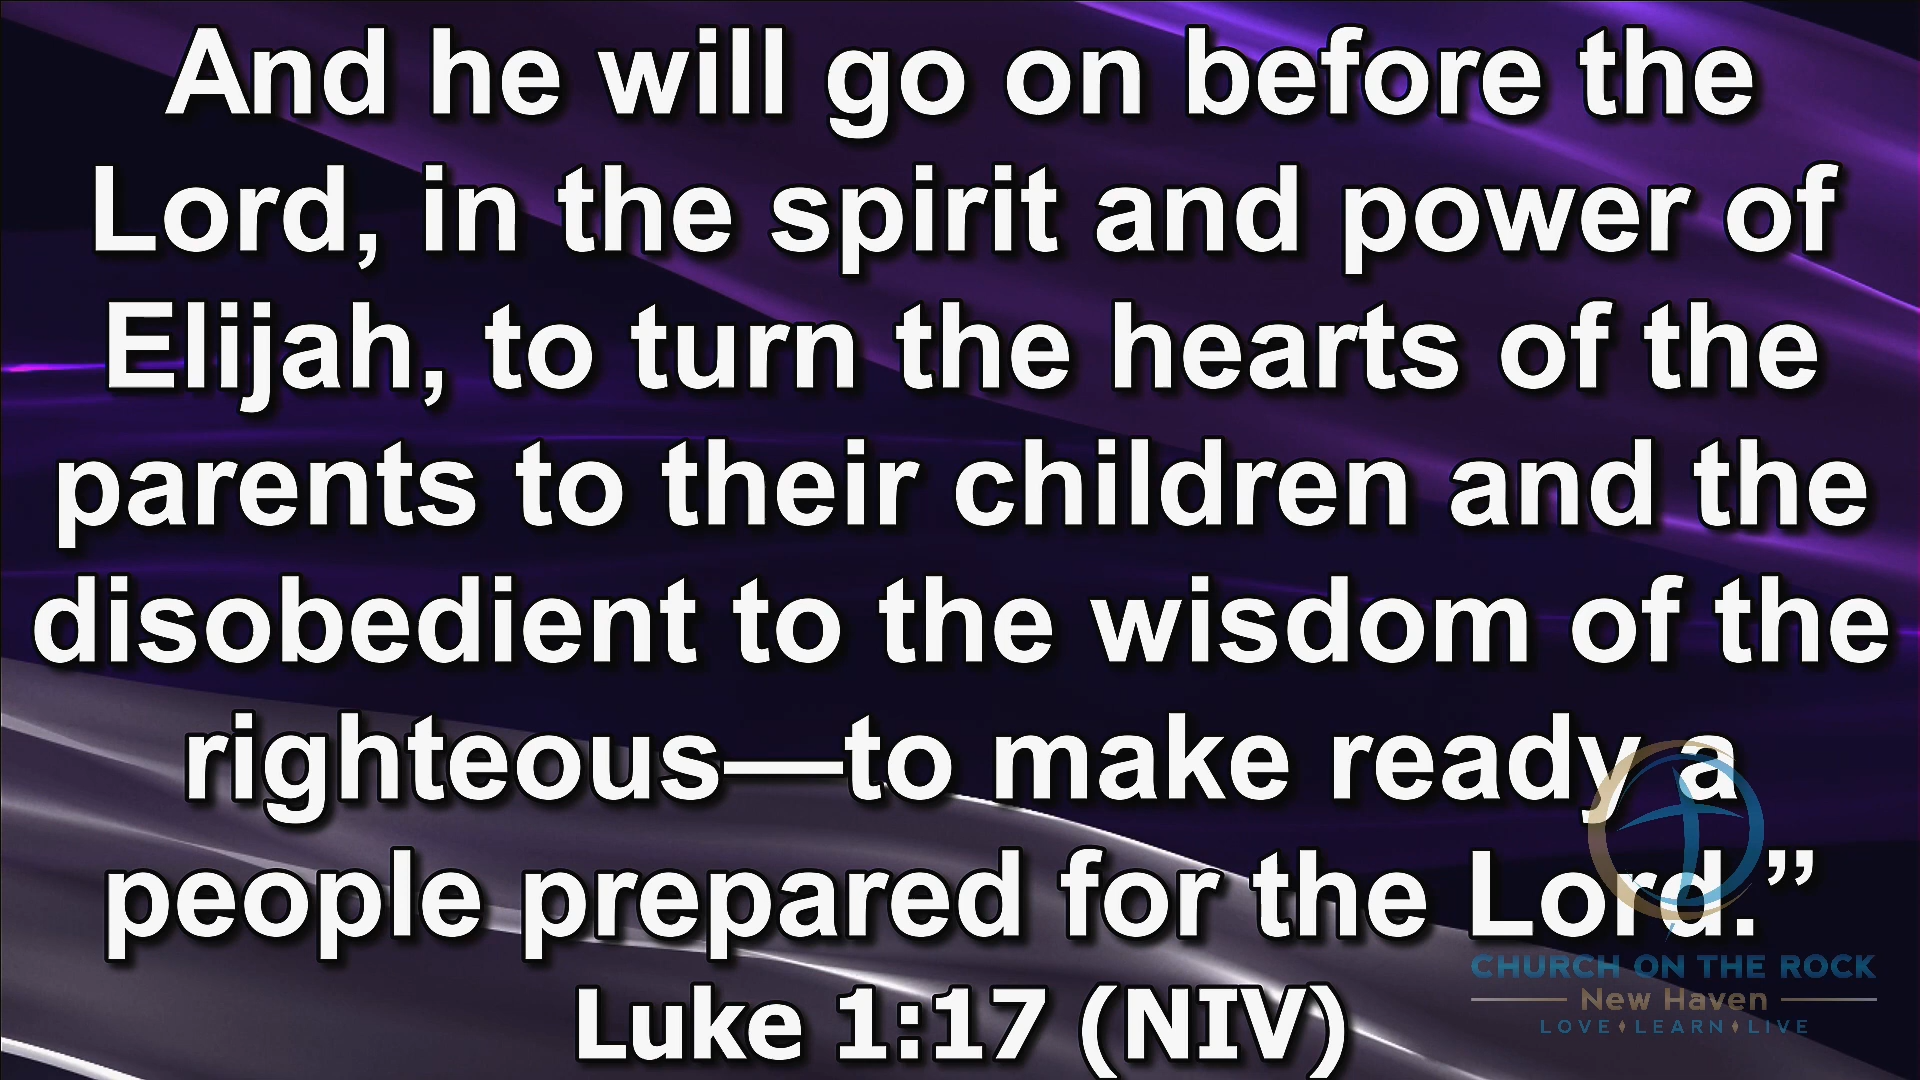 And he will go on before the
Lord, in the spirit and power of
Elijah, to turn the hearts of the
parents to their children and the
disobedient to the wisdom of the
righteous—to make ready a
people prepared for the Lord.”
Luke 1:17 (NIV)
CHURCH ON THE ROCK
New Haven
LOVE♦LEARN♦LIVE